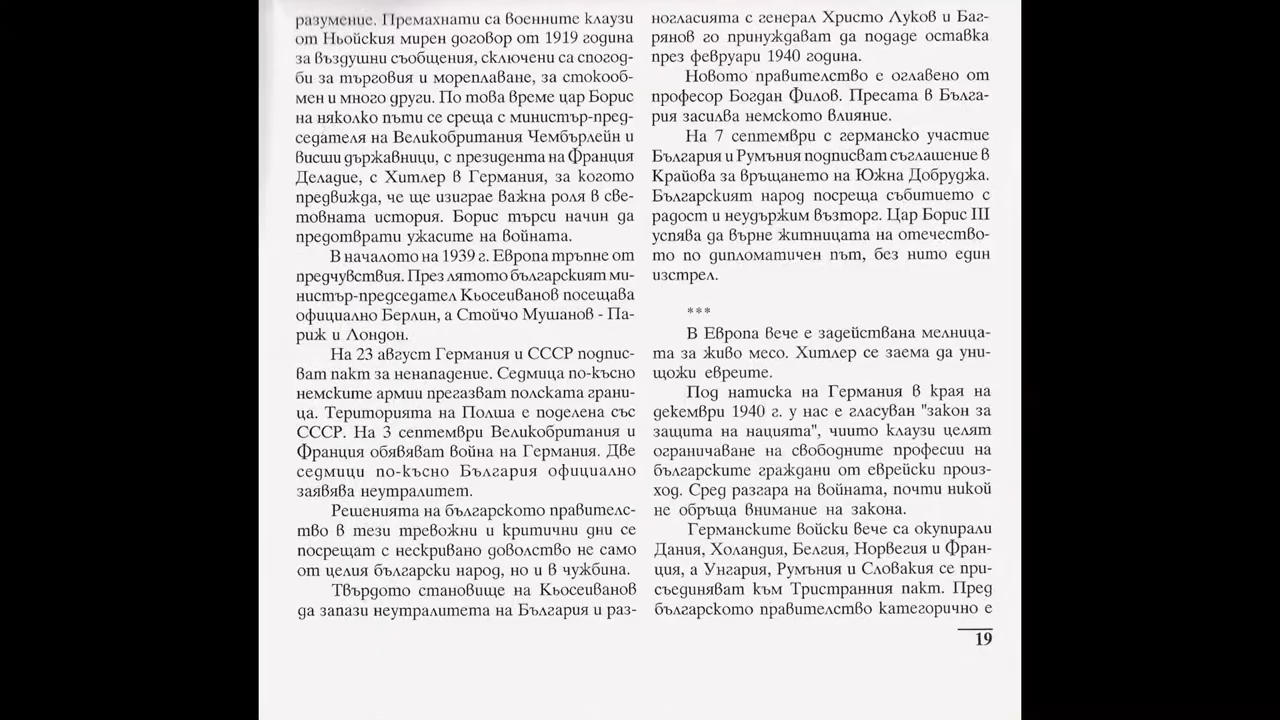 разумение. Премахнати са военните клаузи
от Ньойския мирен договор от 1919 година
за въздушни съобщения, сключени са спогод-
би за търговия и мореплаване, за стокооб-
мен и много други. По това време цар Борис
на няколко пъти се среща с министър-пред-
седателя на Великобритания Чембърлейн и
висши държавници, с президента на Франция
Деладие, с Хитлер в Германия, за когото
предвижда, че ще изиграе важна роля в све-
товната история. Борис търси начин да
предотврати ужасите на войната.
В началото на 1939 г. Европа тръпне от
предчувствия. През лятото българският ми-
нистър-председател Кьосеиванов посещава
официално Берлин, а Стойчо Мушанов - Па-
риж и Лондон.
На 23 август Германия и СССР подпис-
ват пакт за ненападение. Седмица по-късно
немските армии прегазват полската грани-
ца. Територията на Полша е поделена със
СССР. На 3 септември Великобритания и
Франция обявяват война на Германия. Две
седмици по-късно България официално
заявява неутралитет.
Решенията на българското правителс-
тво в тези тревожни и критични дни се
посрещат с нескривано доволство не само
от целия български народ, но и в чужбина.
Твърдото становище на Кьосеиванов
да запази неутралитета на България и раз-
ногласията с генерал Христо Луков и Баг-
рянов го принуждават да подаде оставка
през февруари 1940 година.
Новото правителство е оглавено от
професор Богдан Филов. Пресата в Бълга-
рия засилва немското влияние.
На 7 септември с германско участие
България и Румъния подписват съглашение в
Крайова за връщането на Южна Добруджа.
Българският народ посреща събитието с
радост и неудържим възторг. Цар Борис III
успява да върне житницата на отечество-
то по дипломатичен път, без нито един
изстрел.
***
В Европа вече е задействана мелница-
та за живо месо. Хитлер се заема да уни-
щожи евреите.
Под натиска на Германия в края на
декември 1940 г. у нас е гласуван "закон за
защита на нацията", чиито клаузи целят
ограничаване на свободните професии на
българските граждани от еврейски произ-
ход. Сред разгара на войната, почти никой
не обръща внимание на закона.
Германските войски вече са окупирали
Дания, Холандия, Белгия, Норвегия и Фран-
ция, а Унгария, Румъния и Словакия се при-
съединяват към Тристранния пакт. Пред
българското правителство категорично е
19